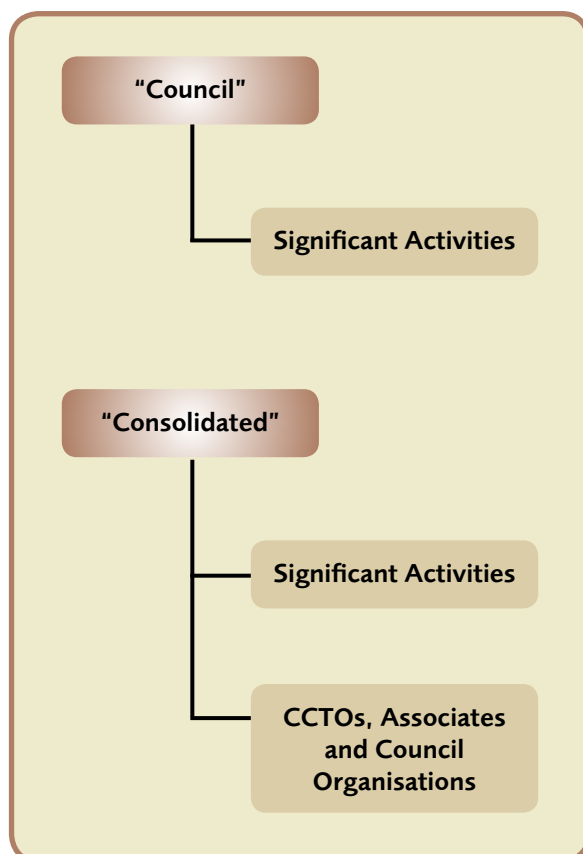 “Council”
Significant Activities
“Consolidated”
Significant Activities
CCTOs, Associates
and Council
Organisations